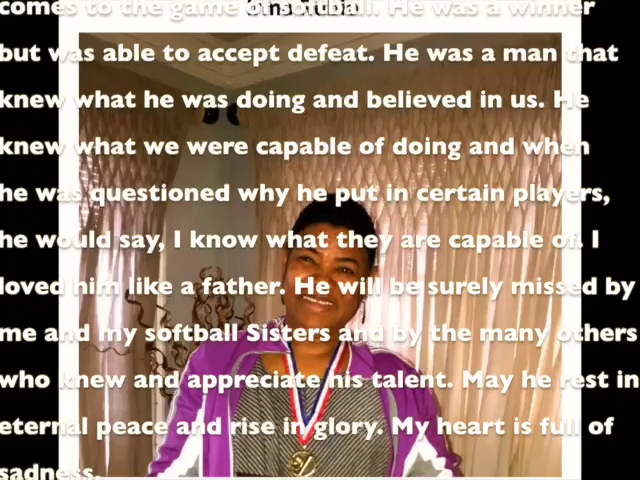 comes to the game of softball. He was a winner
but was able to accept defeat. He was a man that
knew what he was doing and believed in us. He
knew what we were capable of doing and when
he was questioned why he put in certain players,
he would say, I know what they are capable of. I
loved him like a father. He will be surely missed by
me and my softball Sisters and by the many others
who knew and appreciate his talent. May he rest in
eternal peace and rise in glory. My heart is full of
sadness.